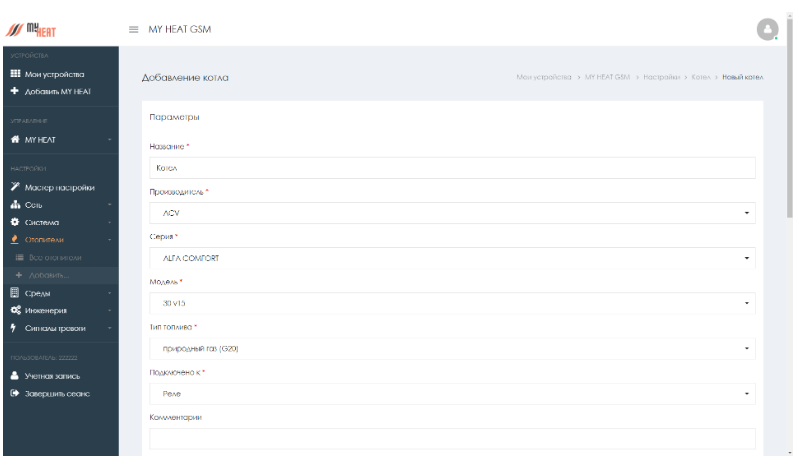 MY HEAT
MY HEAT GSM
УСТРОЙСТВА
Мои устройства
Добавить MY HEAT
УПРАВЛЕНИЕ
MY HEAT
НАСТРОЙКИ
Мастер настройки
Сеть
Система
Отопители
Все отопители
Добавить...
Среды
Инженерия
Сигналы тревоги
ПОЛЬЗОВАТЕЛЬ: ZZZZZZ
Учетная запись
Завершить сеанс
Добавление котла
Мои устройства > MY HEAT GSM > Настройки > Котел > Новый котел
Параметры
Название *
Котел
Производитель *
ACV
Серия *
ALFA COMFORT
Модель *
30 V15
Тип топлива *
природный газ (G20)
Подключено к *
Реле
Комментарии